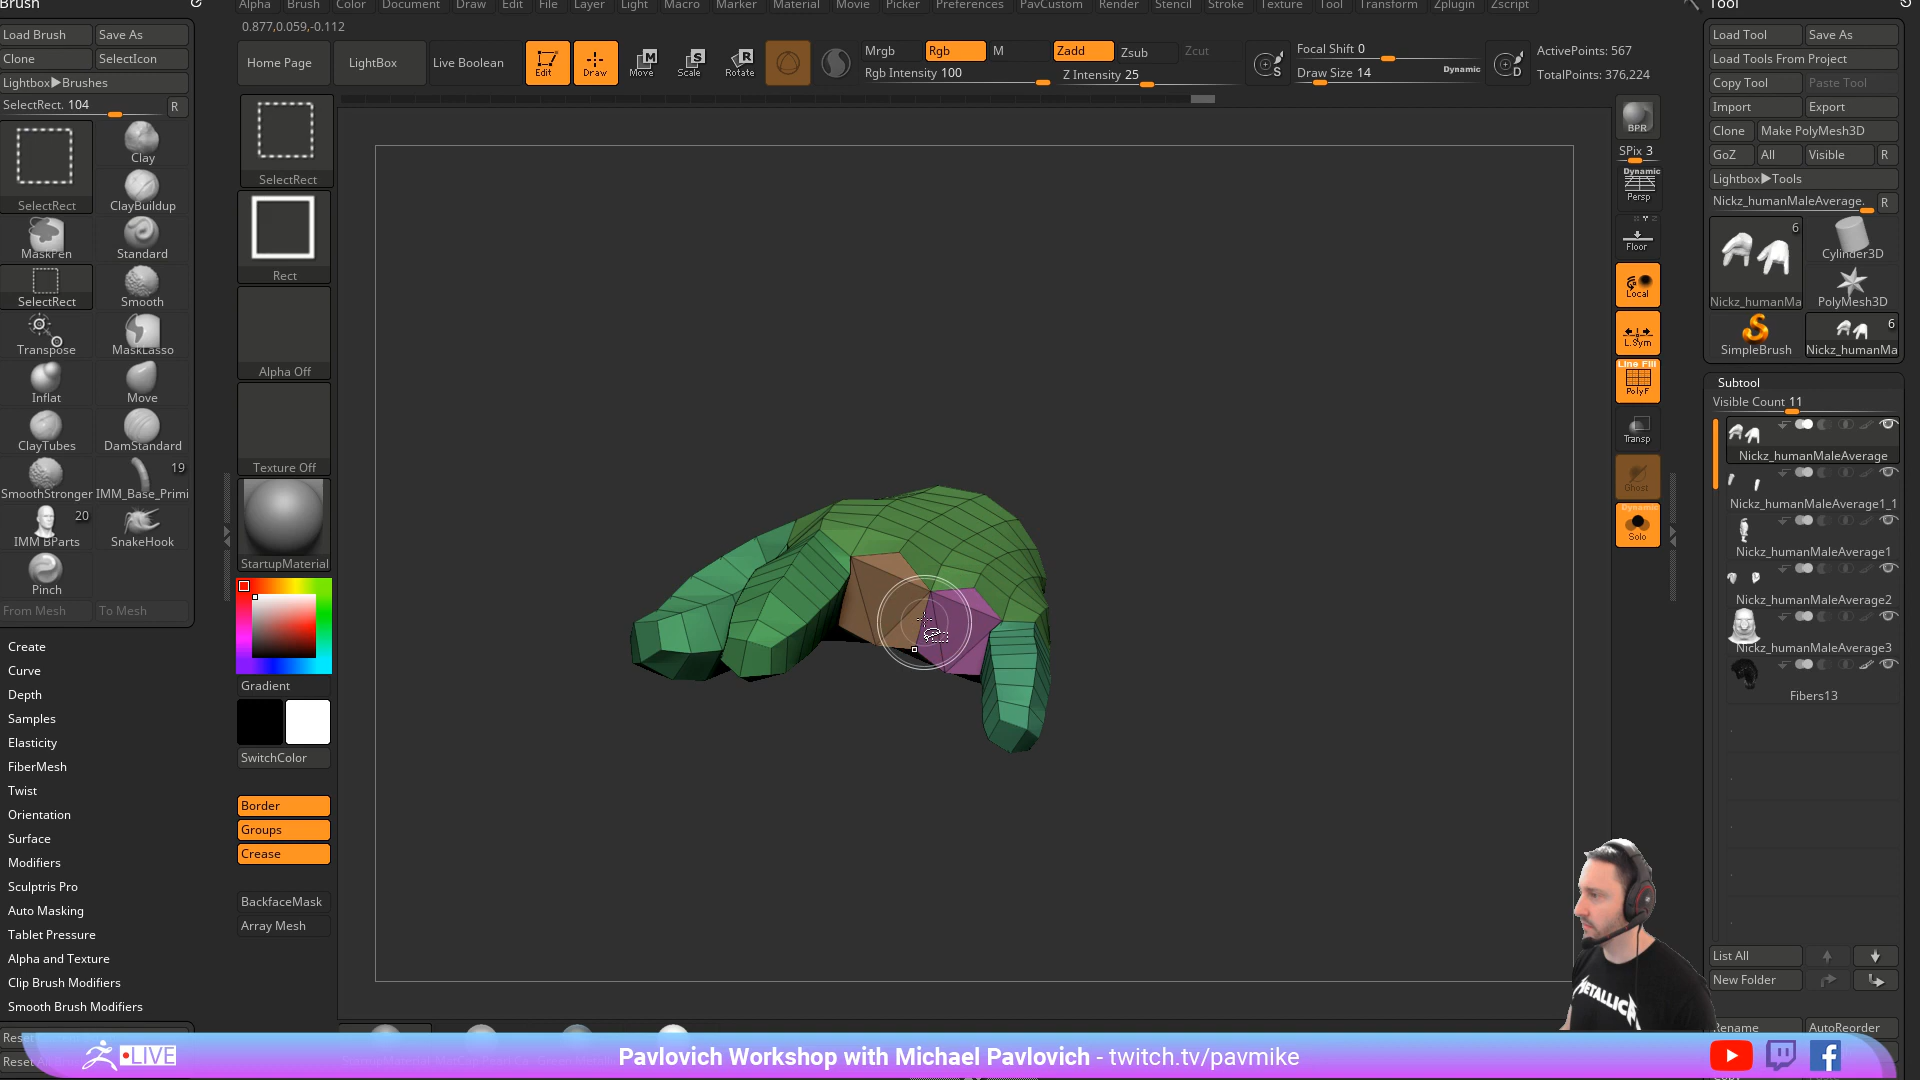 Brush
Alpha Brush Color Document Draw Edit File Layer Light Macro Marker Material Movie Picker Preferences PavCustom Render Stencil Stroke Texture Tool Transform Zplugin Zscript
Tool
0.877,0.059,-0.112
Load Brush Save As
Clone SelectIcon
Lightbox▶Brushes
SelectRect. 104 R
SelectRect
Clay
ClayBuildup
MaskPen
Standard
SelectRect
Smooth
Transpose
MaskLasso
Inflat
Move
ClayTubes
DamStandard
19
SmoothStronger
IMM_Base_Primi
20
IMM BParts
SnakeHook
Pinch
From Mesh To Mesh
Create
Curve
Depth
Samples
Elasticity
FiberMesh
Twist
Orientation
Surface
Modifiers
Sculptris Pro
Auto Masking
Tablet Pressure
Alpha and Texture
Clip Brush Modifiers
Smooth Brush Modifiers
Home Page
LightBox
Live Boolean
Edit
Draw
Move
Scale
Rotate
Mrgb Rgb M
Rgb Intensity 100
Zadd Zsub Zcut
Z Intensity 25
S
Focal Shift 0
Draw Size 14 Dynamic
D
ActivePoints: 567
TotalPoints: 376,224
SelectRect
Rect
Alpha Off
Texture Off
StartupMaterial
Gradient
SwitchColor
Border
Groups
Crease
BackfaceMask
Array Mesh
BPR
SPix 3
Dynamic
Persp
Floor
Local
L.Sym
Line Fill
PolyF
Transp
Ghost
Dynamic
Solo
Load Tool Save As
Load Tools From Project
Copy Tool Paste Tool
Import Export
Clone Make PolyMesh3D
GoZ All Visible R
Lightbox▶Tools
Nickz_humanMaleAverage. R
6
Nickz_humanMa
Cylinder3D
PolyMesh3D
SimpleBrush
6
Nickz_humanMa
Subtool
Visible Count 11
Nickz_humanMaleAverage
Nickz_humanMaleAverage1_1
Nickz_humanMaleAverage1
Nickz_humanMaleAverage2
Nickz_humanMaleAverage3
Fibers13
List All
New Folder
Rename AutoReorder
METALLICA
LIVE
Pavlovich Workshop with Michael Pavlovich - twitch.tv/pavmike